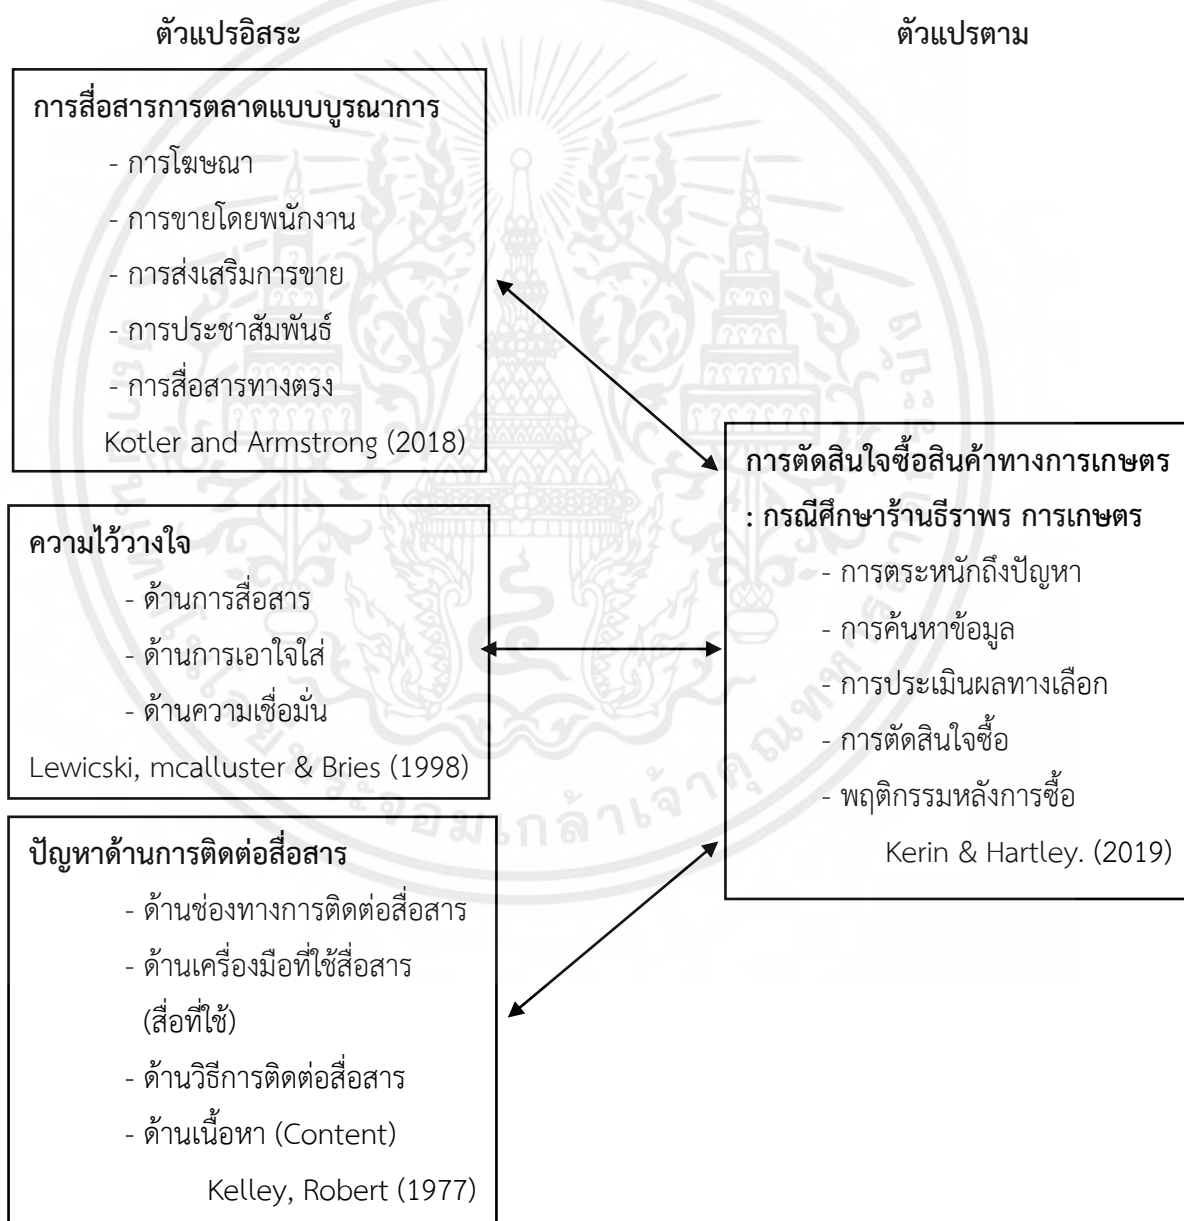 ตัวแปรอิสระ
ตัวแปรตาม
การสื่อสารการตลาดแบบบูรณาการ
- การโฆษณา
- การขายโดยพนักงาน
- การส่งเสริมการขาย
- การประชาสัมพันธ์
- การสื่อสารทางตรง
Kotler and Armstrong (2018)
ความไว้วางใจ
- ด้านการสื่อสาร
- ด้านการเอาใจใส่
- ด้านความเชื่อมั่น
Lewicski, mcalluster & Bries (1998)
ปัญหาด้านการติดต่อสื่อสาร
- ด้านช่องทางการติดต่อสื่อสาร
- ด้านเครื่องมือที่ใช้สื่อสาร
(สื่อที่ใช้)
- ด้านวิธีการติดต่อสื่อสาร
- ด้านเนื้อหา (Content)
Kelley, Robert (1977)
การตัดสินใจซื้อสินค้าทางการเกษตร
: กรณีศึกษาร้านธีราพร การเกษตร
- การตระหนักถึงปัญหา
- การค้นหาข้อมูล
- การประเมินผลทางเลือก
- การตัดสินใจซื้อ
- พฤติกรรมหลังการซื้อ
Kerin & Hartley. (2019)